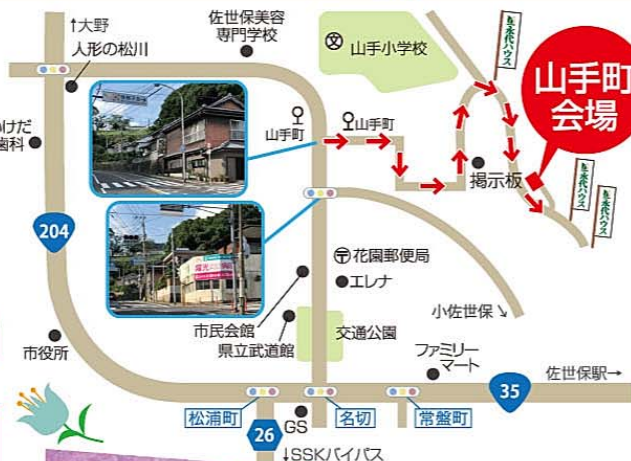 ↑大野
人形の松川
佐世保美容
専門学校
文
山手小学校
山手町
会場
山手町
山手町
掲示板
歯科
204
花園郵便局
エレナ
市民会館
県立武道館
交通公園
小佐世保↘
ファミリー
マート
市役所
佐世保駅→
35
松浦町
名切
常盤町
GS
26
↓SSKバイパス